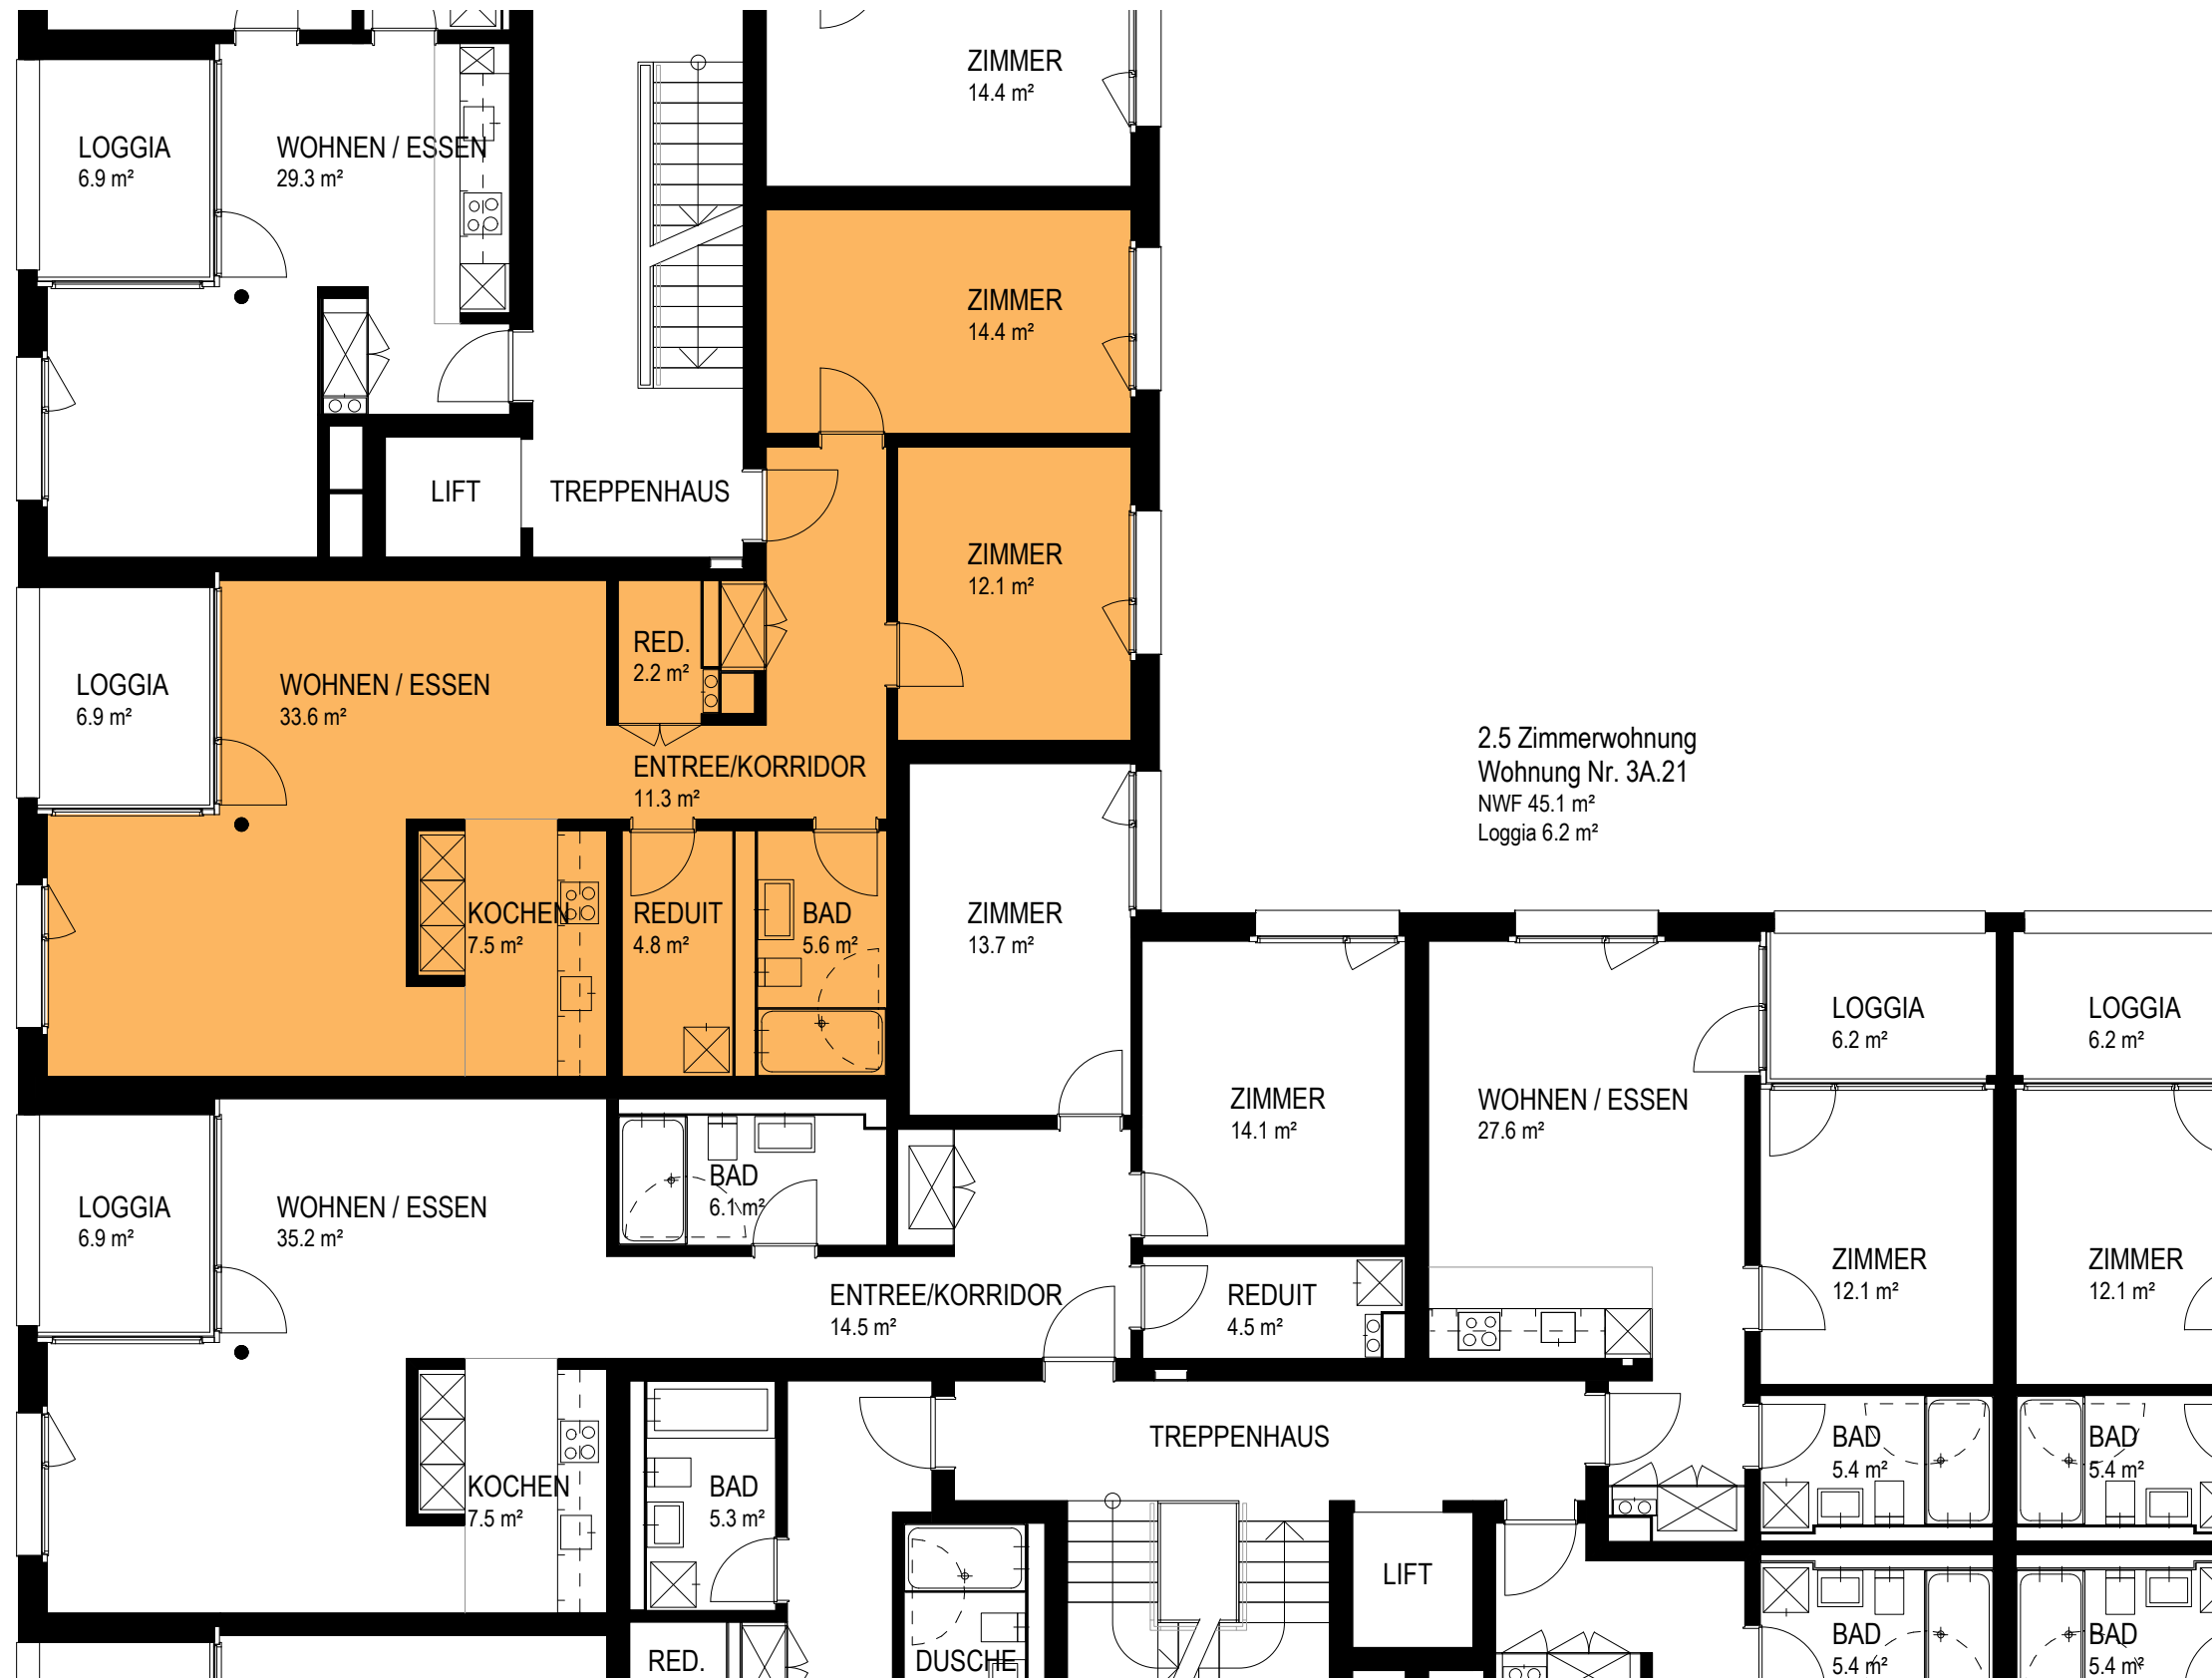 ZIMMER
14.4 m²
LOGGIA
6.9 m²
WOHNEN / ESSEN
29.3 m²
ZIMMER
14.4 m²
LIFT
TREPPENHAUS
ZIMMER
12.1 m²
RED.
2.2 m²
LOGGIA
6.9 m²
WOHNEN / ESSEN
33.6 m²
ENTREE/KORRIDOR
11.3 m²
2.5 Zimmerwohnung
Wohnung Nr. 3A.21
NWF 45.1 m²
Loggia 6.2 m²
KOCHEN
7.5 m²
REDUIT
4.8 m²
BAD
5.6 m²
ZIMMER
13.7 m²
LOGGIA
6.2 m²
LOGGIA
6.2 m²
ZIMMER
14.1 m²
WOHNEN / ESSEN
27.6 m²
BAD
6.1 m²
LOGGIA
6.9 m²
WOHNEN / ESSEN
35.2 m²
ZIMMER
12.1 m²
ZIMMER
12.1 m²
ENTREE/KORRIDOR
14.5 m²
REDUIT
4.5 m²
TREPPENHAUS
BAD
5.4 m²
BAD
5.4 m²
KOCHEN
7.5 m²
BAD
5.3 m²
LIFT
BAD
5.4 m²
BAD
5.4 m²
RED.
DUSCHE